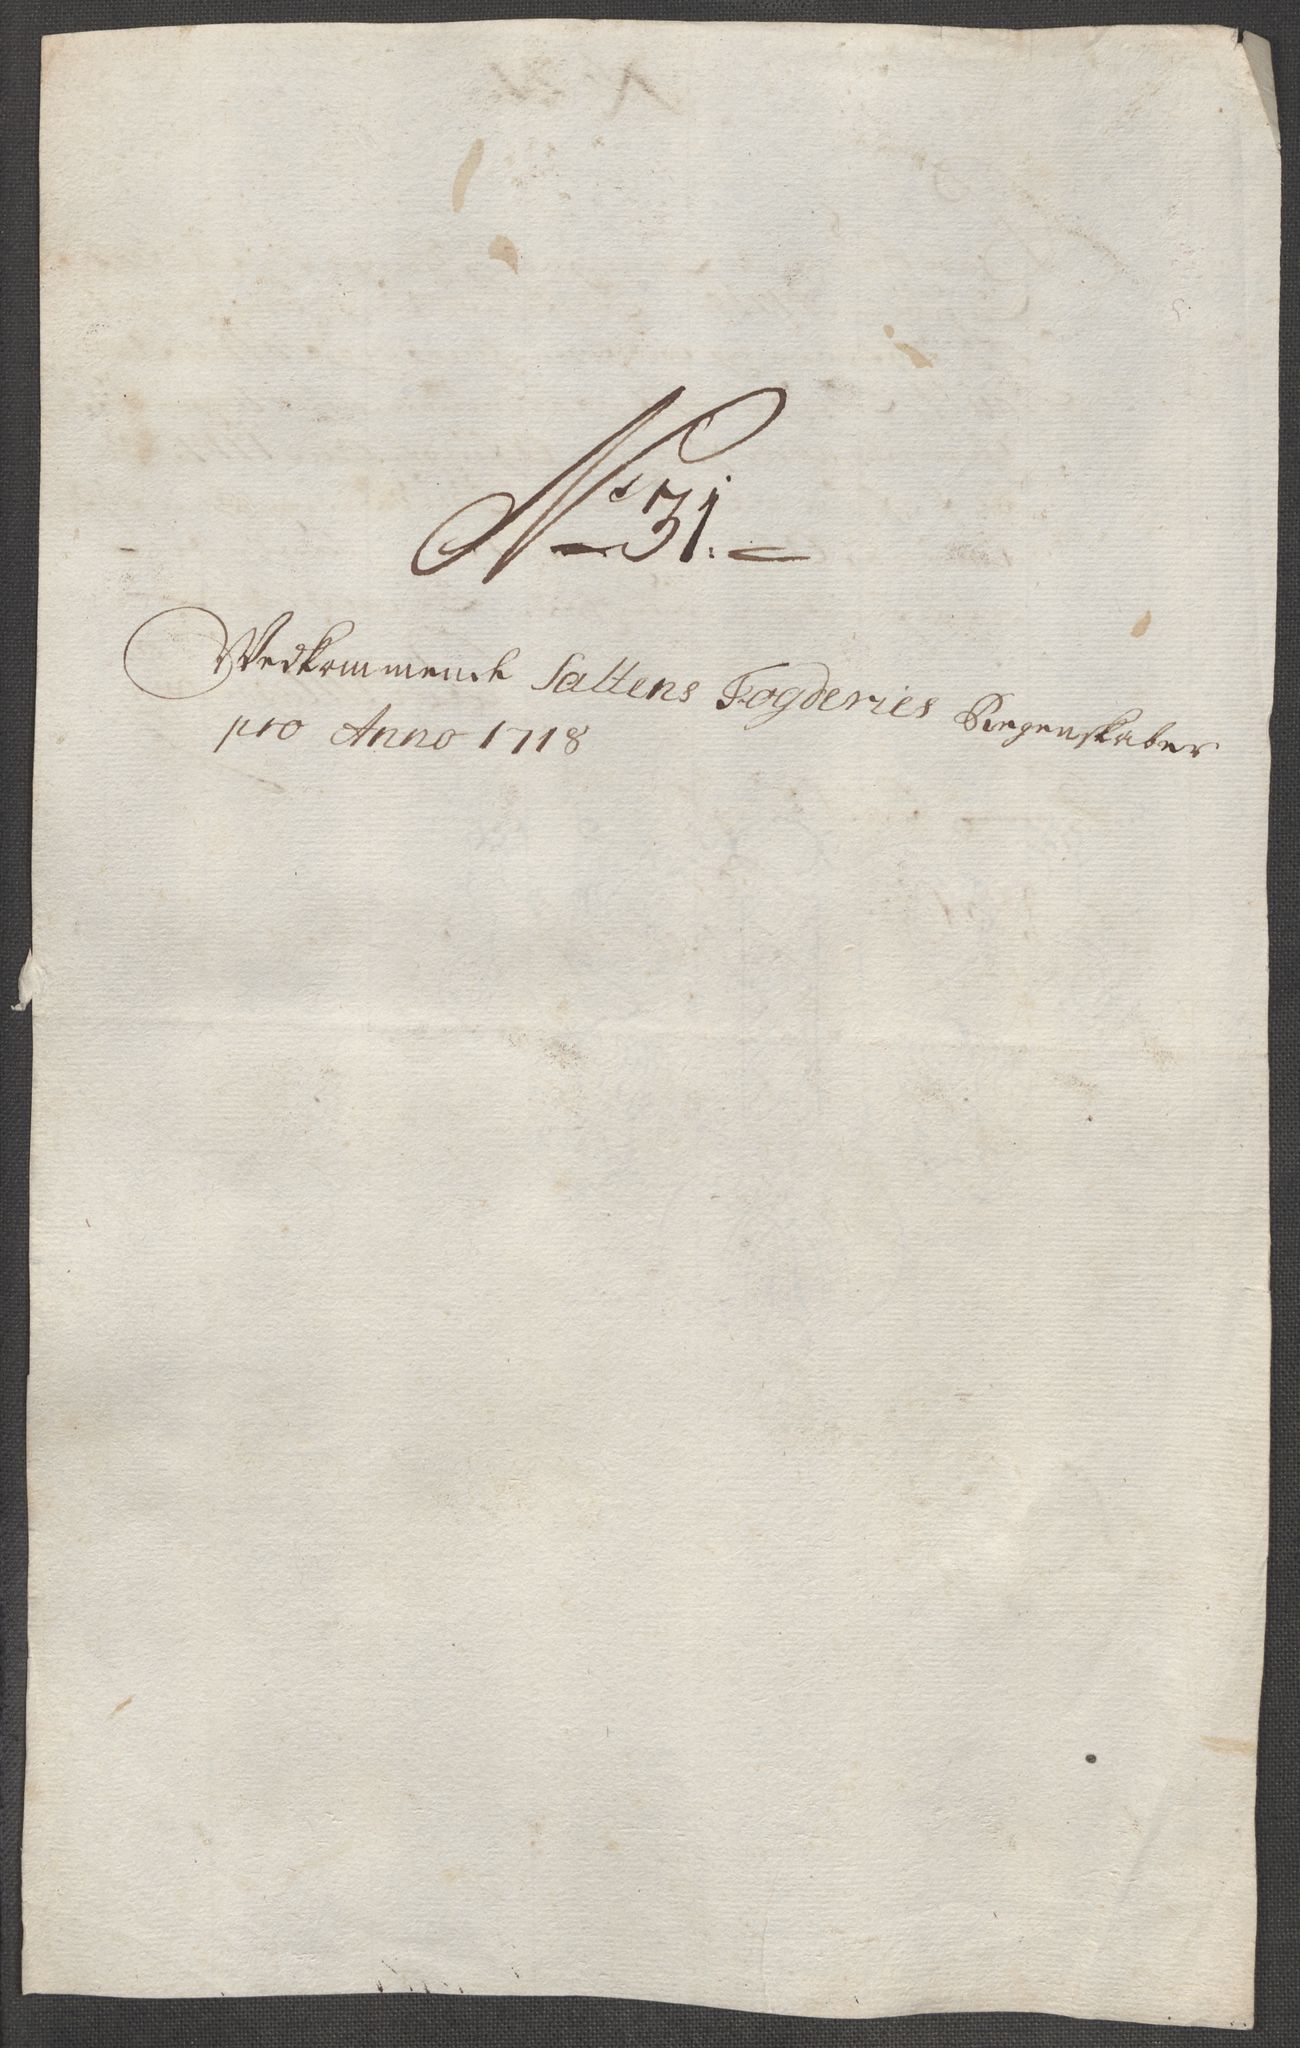 No 31.
Vedkommende Saltens Fogderies Regenskaber
pro Anno 1718